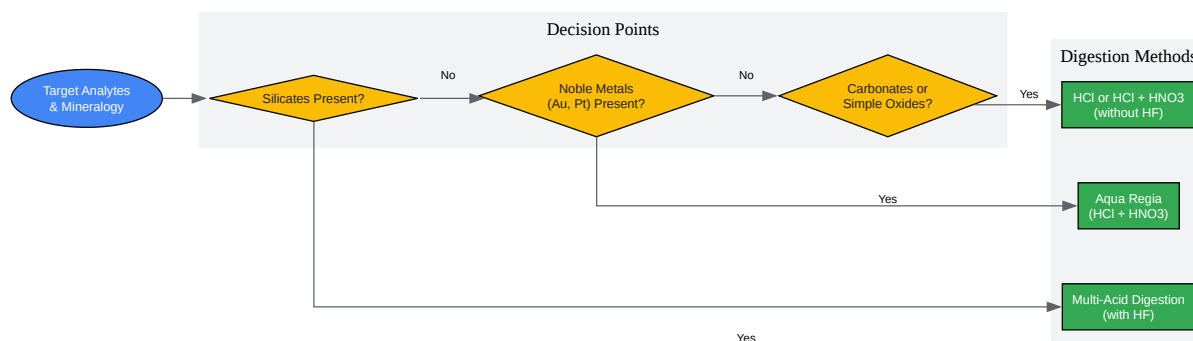 Decision Points
Digestion Methods
Target Analytes
& Mineralogy
Silicates Present?
No
Noble Metals
(Au, Pt) Present?
No
Carbonates or
Simple Oxides?
Yes
HCl or HCl + HNO3
(without HF)
Yes
Aqua Regia
(HCl + HNO3)
Yes
Multi-Acid Digestion
(with HF)